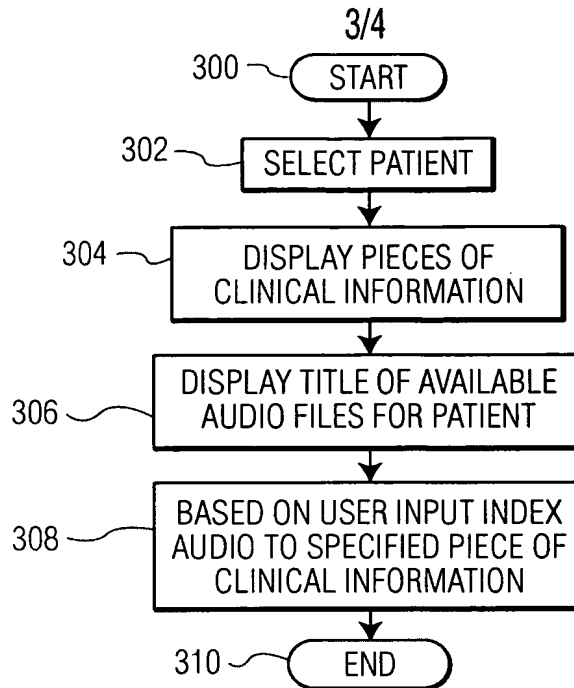 3/4
300
START
302
SELECT PATIENT
304
DISPLAY PIECES OF
CLINICAL INFORMATION
306
DISPLAY TITLE OF AVAILABLE
AUDIO FILES FOR PATIENT
308
BASED ON USER INPUT INDEX
AUDIO TO SPECIFIED PIECE OF
CLINICAL INFORMATION
310
END